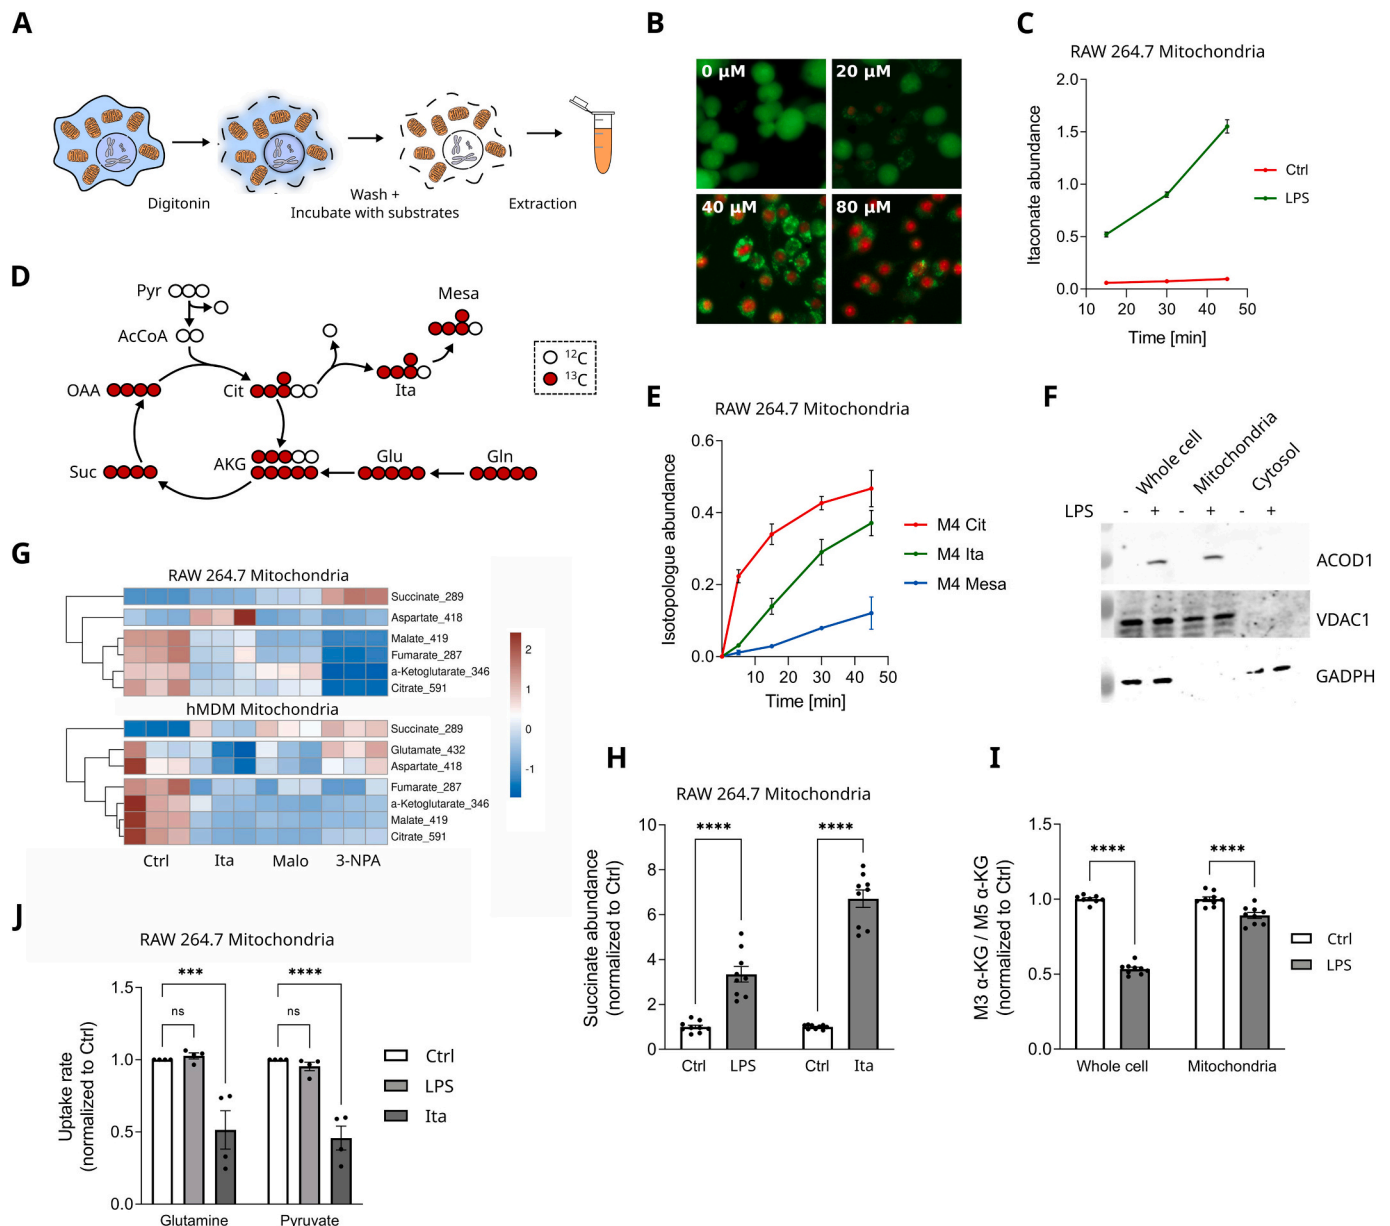 A
Digitonin
Wash +
Incubate with substrates
Extraction
B
0 µM
20 µM
40 µM
80 µM
C
RAW 264.7 Mitochondria
Itaconate abundance
2.0
1.5
1.0
0.5
0.0
10
20
30
40
50
Time [min]
Ctrl
LPS
D
Pyr
AcCoA
OAA
Cit
Ita
Mesa
Suc
AKG
Glu
Gln
12C
13C
E
RAW 264.7 Mitochondria
Isotopologue abundance
0.6
0.4
0.2
0.0
10
20
30
40
50
Time [min]
M4 Cit
M4 Ita
M4 Mesa
F
Whole cell
Mitochondria
Cytosol
LPS - + - + - +
ACOD1
VDAC1
GADPH
G
RAW 264.7 Mitochondria
Succinate_289
Aspartate_418
Malate_419
Fumarate_287
a-Ketoglutarate_346
Citrate_591
hMDM Mitochondria
Succinate_289
Glutamate_432
Aspartate_418
Fumarate_287
a-Ketoglutarate_346
Malate_419
Citrate_591
Ctrl
Ita
Malo
3-NPA
2
1
0
-1
H
RAW 264.7 Mitochondria
Succinate abundance
(normalized to Ctrl)
10
8
6
4
2
0
****
****
Ctrl
LPS
Ctrl
Ita
I
M3 α-KG / M5 α-KG
(normalized to Ctrl)
1.5
1.0
0.5
0.0
****
****
Whole cell
Mitochondria
Ctrl
LPS
J
RAW 264.7 Mitochondria
Uptake rate
(normalized to Ctrl)
1.5
1.0
0.5
0.0
***
ns
****
ns
Glutamine
Pyruvate
Ctrl
LPS
Ita